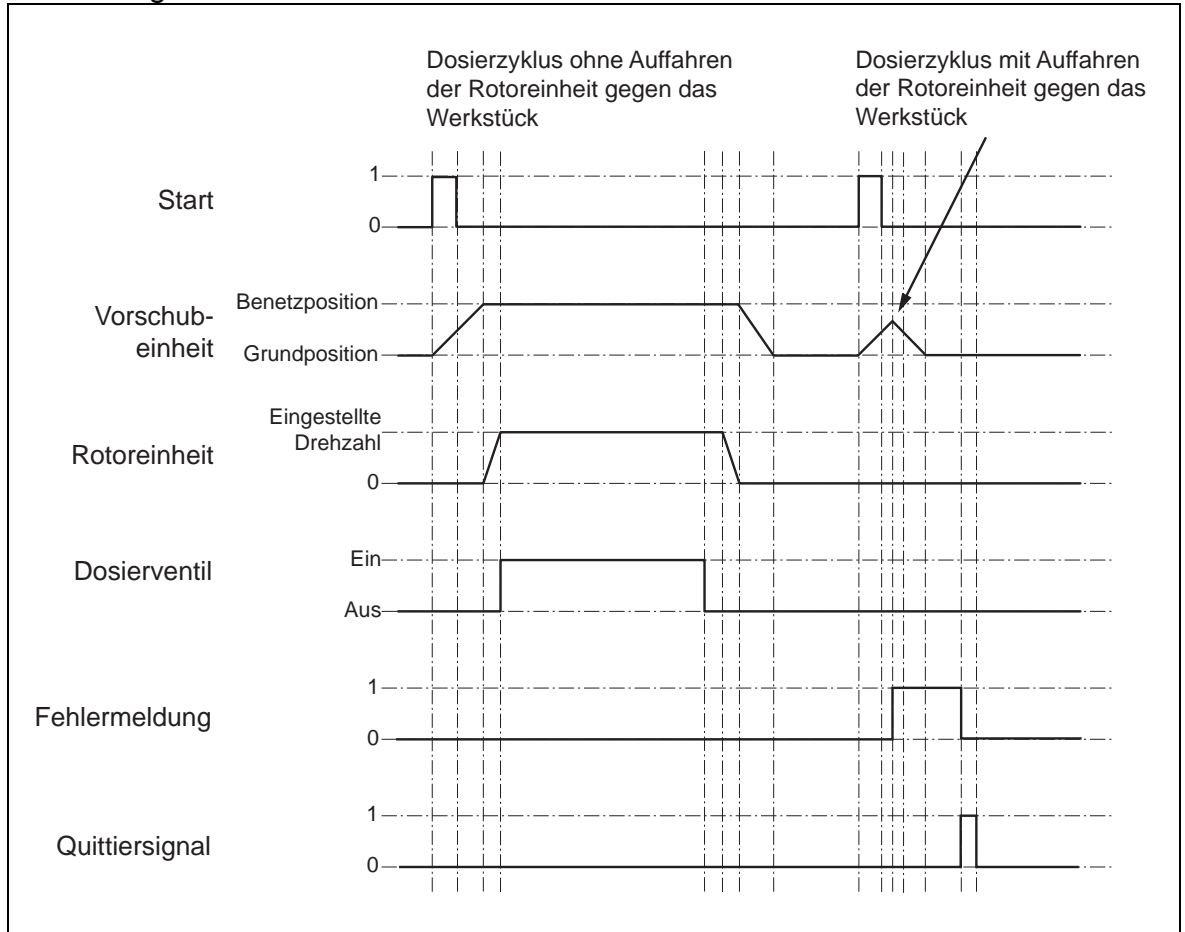 Dosierzyklus ohne Auffahren
der Rotoreinheit gegen das
Werkstück
Dosierzyklus mit Auffahren
der Rotoreinheit gegen das
Werkstück
Start
1
0
Vorschub-
einheit
Benetzposition
Grundposition
Rotoreinheit
Eingestellte
Drehzahl
0
Dosierventil
Ein
Aus
Fehlermeldung
1
0
Quittiersignal
1
0